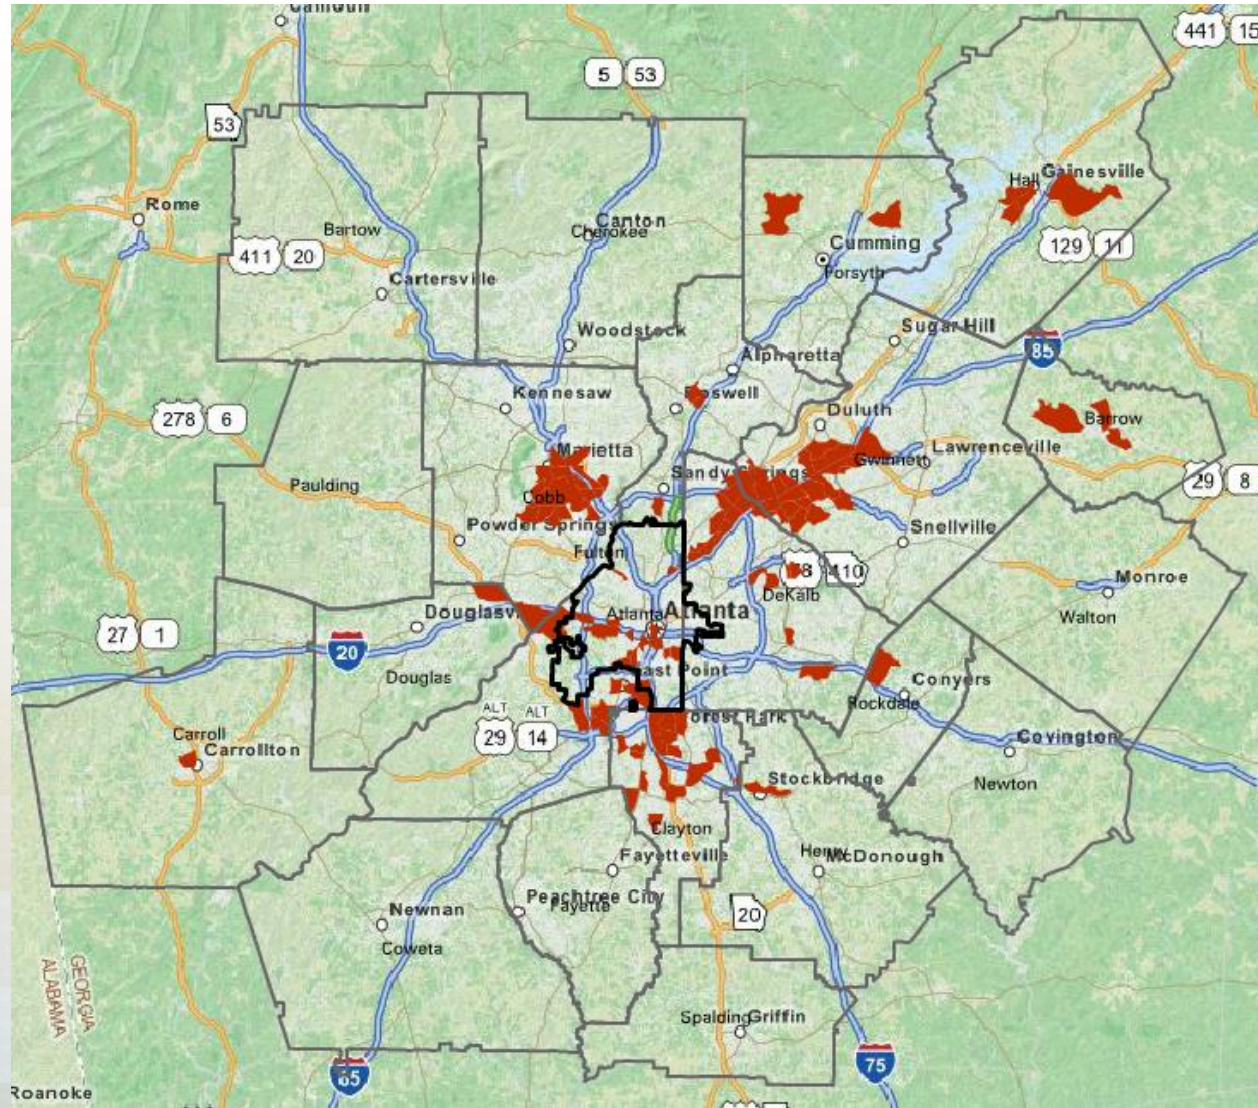 5 53
441 15
53
Rome
Canton
Cherokee
Bartow
411 20
Cartersville
Hall
Gainesville
129 11
Cumming
Forsyth
Sugar Hill
Woodstock
Alpharetta
85
Kennesaw
Roswell
278 6
Duluth
Barrow
Marietta
Lawrenceville
Gwinnett
Sandy Springs
Paulding
Cobb
29 8
Powder Springs
Snellville
Fulton
78 410
Monroe
DeKalb
Walton
Douglasvi
Atlanta
Atlanta
27 1
20
East Point
Douglas
Conyers
Rockdale
ALT ALT
29 14
Forest Park
Carroll
Carrollton
Covington
Stockbridge
Newton
Clayton
Fayetteville
Henry
McDonough
Peachtree City
Fayette
20
Newnan
Coweta
GEORGIA
ALABAMA
Spalding
Griffin
85
75
Roanoke